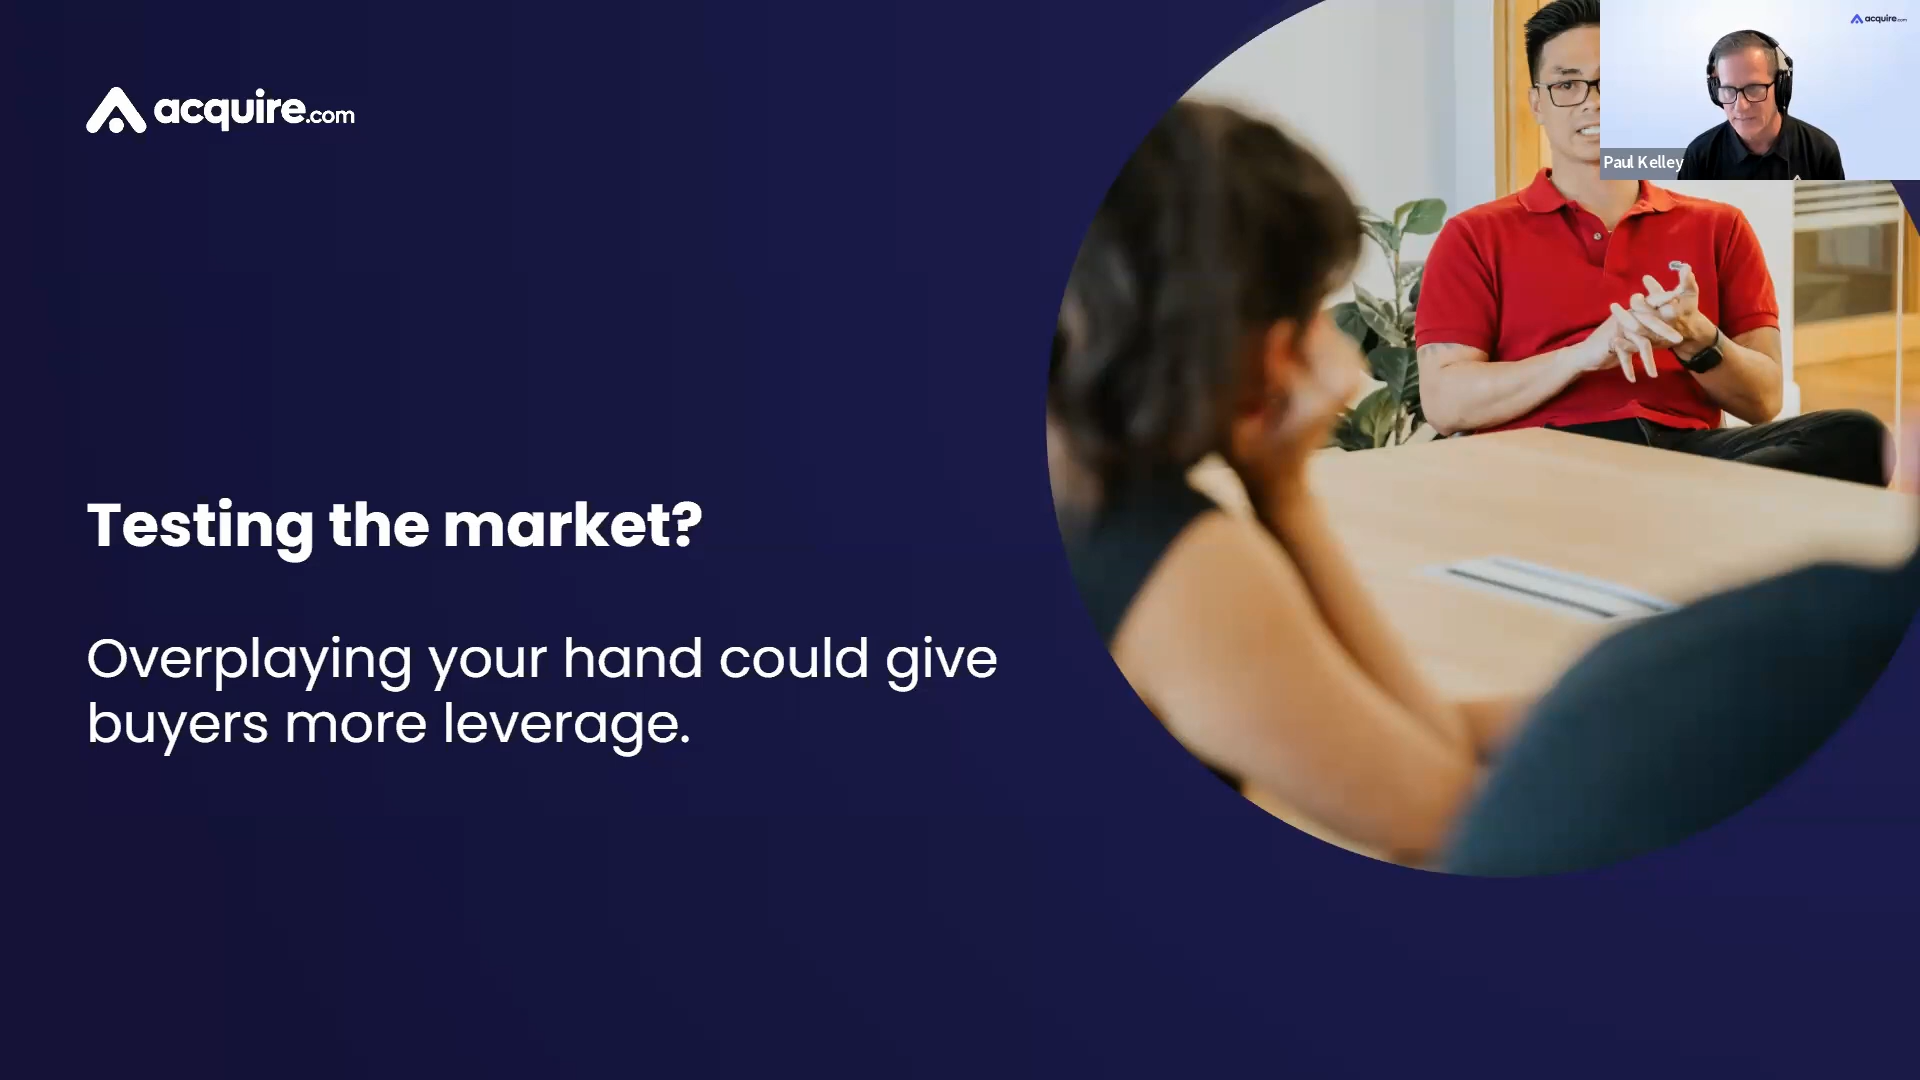 acquire.com
acquire.com
Paul Kelley
Testing the market?
Overplaying your hand could give
buyers more leverage.